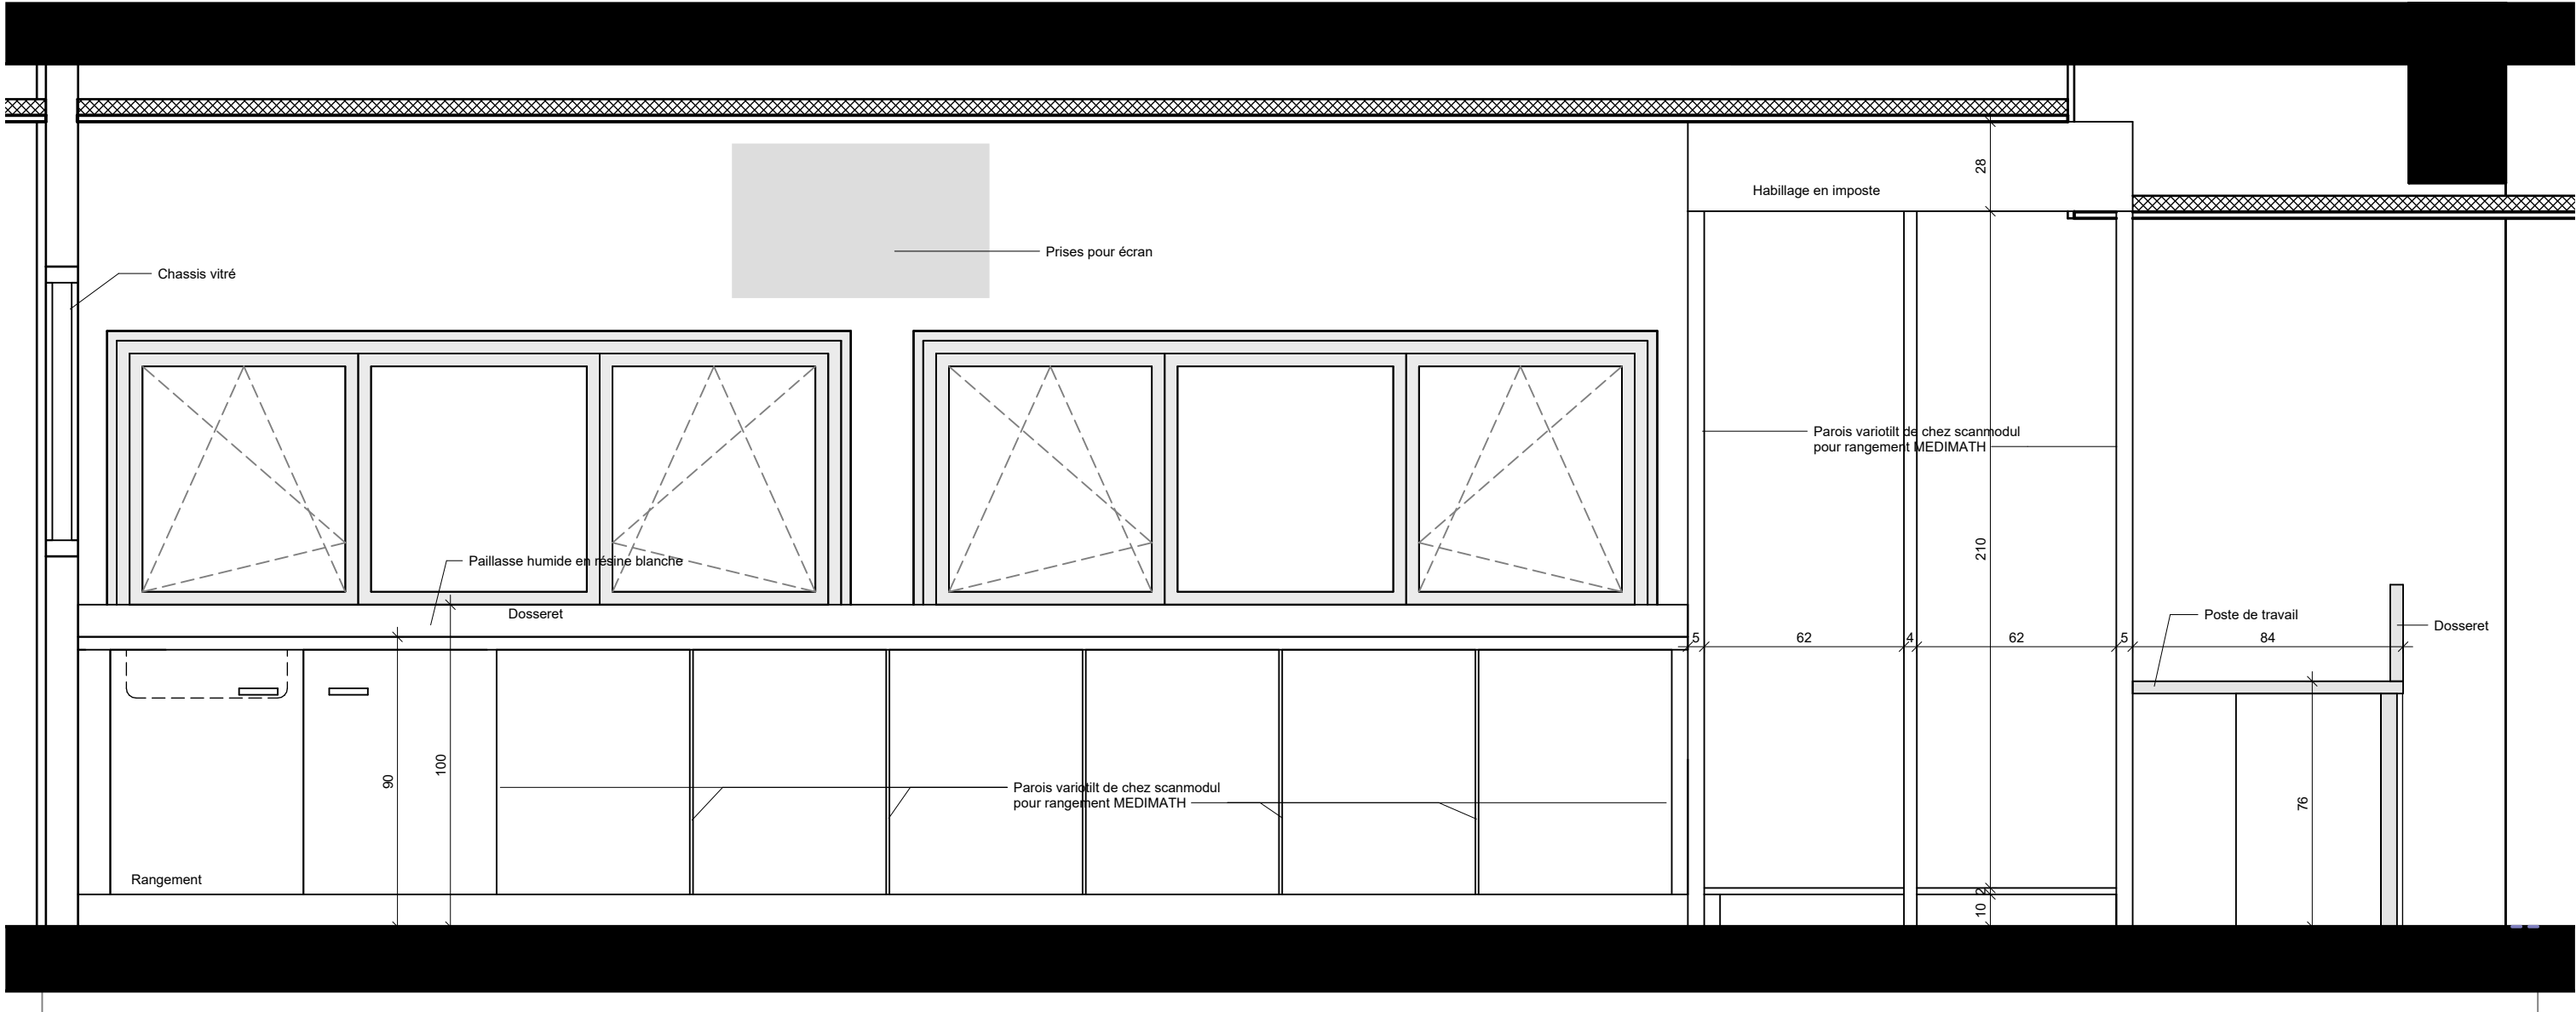 28
Habillage en imposte
Prises pour écran
Chassis vitré
Parois variotilt de chez scanmodul
pour rangement MEDIMATH
210
Paillasse humide en résine blanche
Dosseret
Poste de travail
Dosseret
5
62
4
62
5
84
90
100
Parois variotilt de chez scanmodul
pour rangement MEDIMATH
76
Rangement
2
10